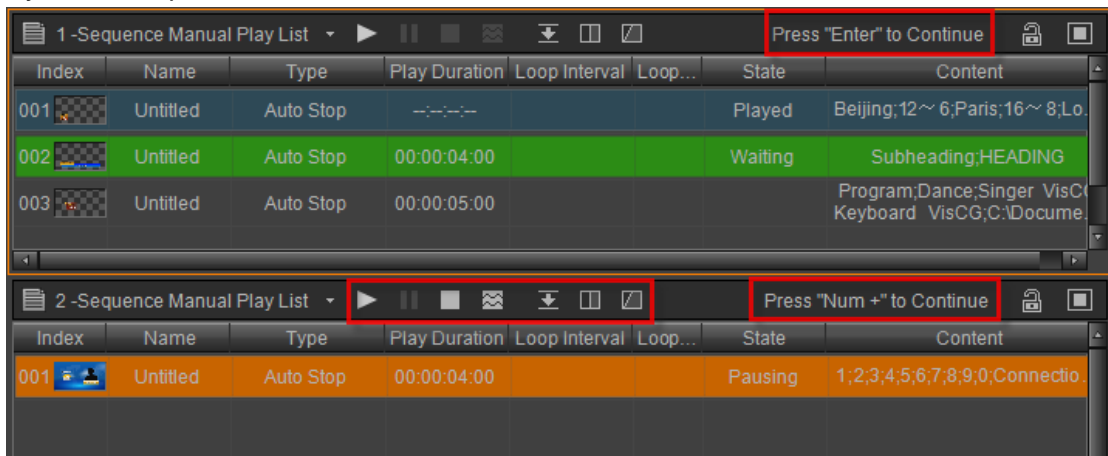 1 -Sequence Manual Play List
Press "Enter" to Continue
Index Name Type Play Duration Loop Interval Loop... State Content
001 Untitled Auto Stop --:--:--:-- Played Beijing;12~ 6;Paris;16~ 8;Lo.
002 Untitled Auto Stop 00:00:04:00 Waiting Subheading;HEADING
003 Untitled Auto Stop 00:00:05:00 Program;Dance;Singer VisC
Keyboard VisCG;C:\Docume.
2 -Sequence Manual Play List
Press "Num +" to Continue
Index Name Type Play Duration Loop Interval Loop... State Content
001 Untitled Auto Stop 00:00:04:00 Pausing 1;2;3;4;5;6;7;8;9;0;Connectio.